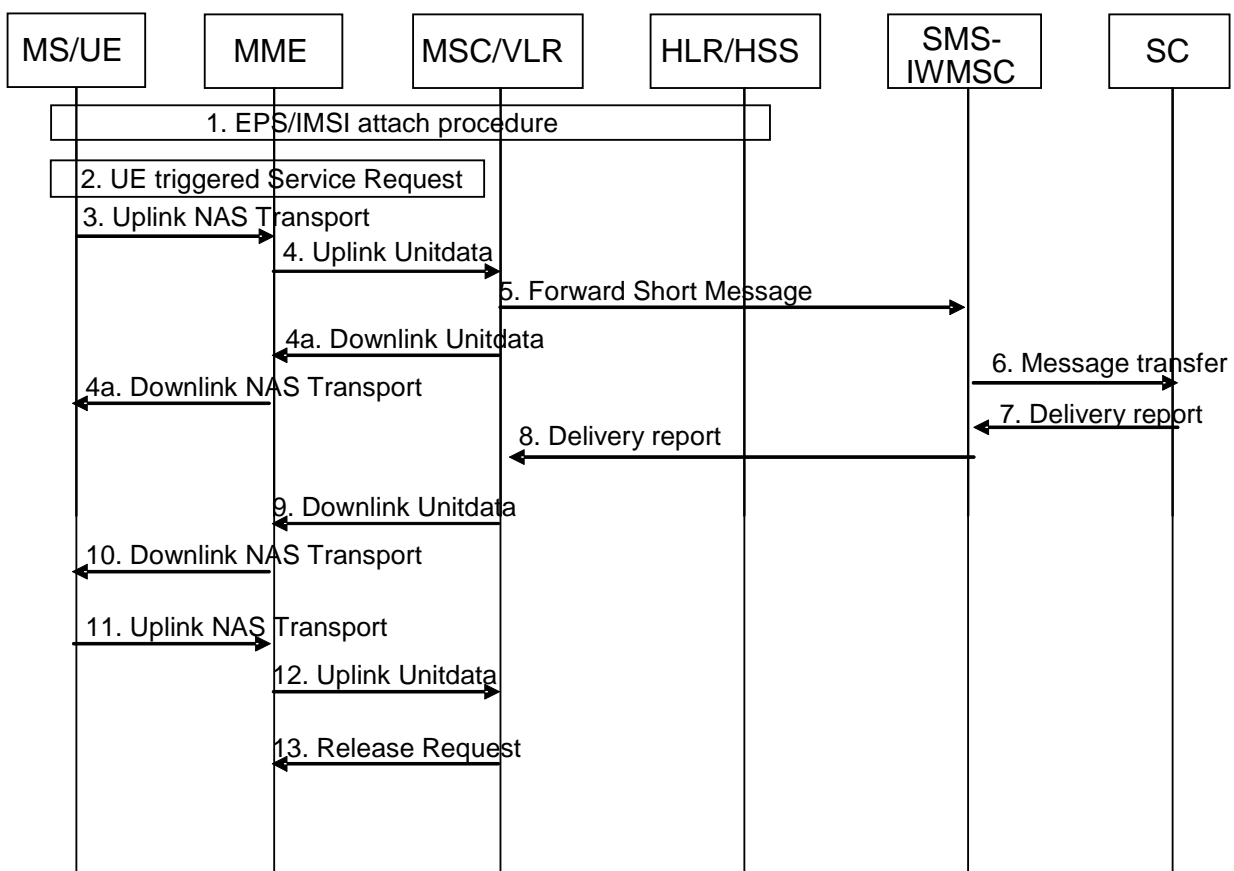 MS/UE
MME
MSC/VLR
HLR/HSS
SMS-
IWMSC
SC
1. EPS/IMSI attach procedure
2. UE triggered Service Request
3. Uplink NAS Transport
4. Uplink Unitdata
5. Forward Short Message
4a. Downlink Unitdata
6. Message transfer
4a. Downlink NAS Transport
7. Delivery report
8. Delivery report
9. Downlink Unitdata
10. Downlink NAS Transport
11. Uplink NAS Transport
12. Uplink Unitdata
13. Release Request